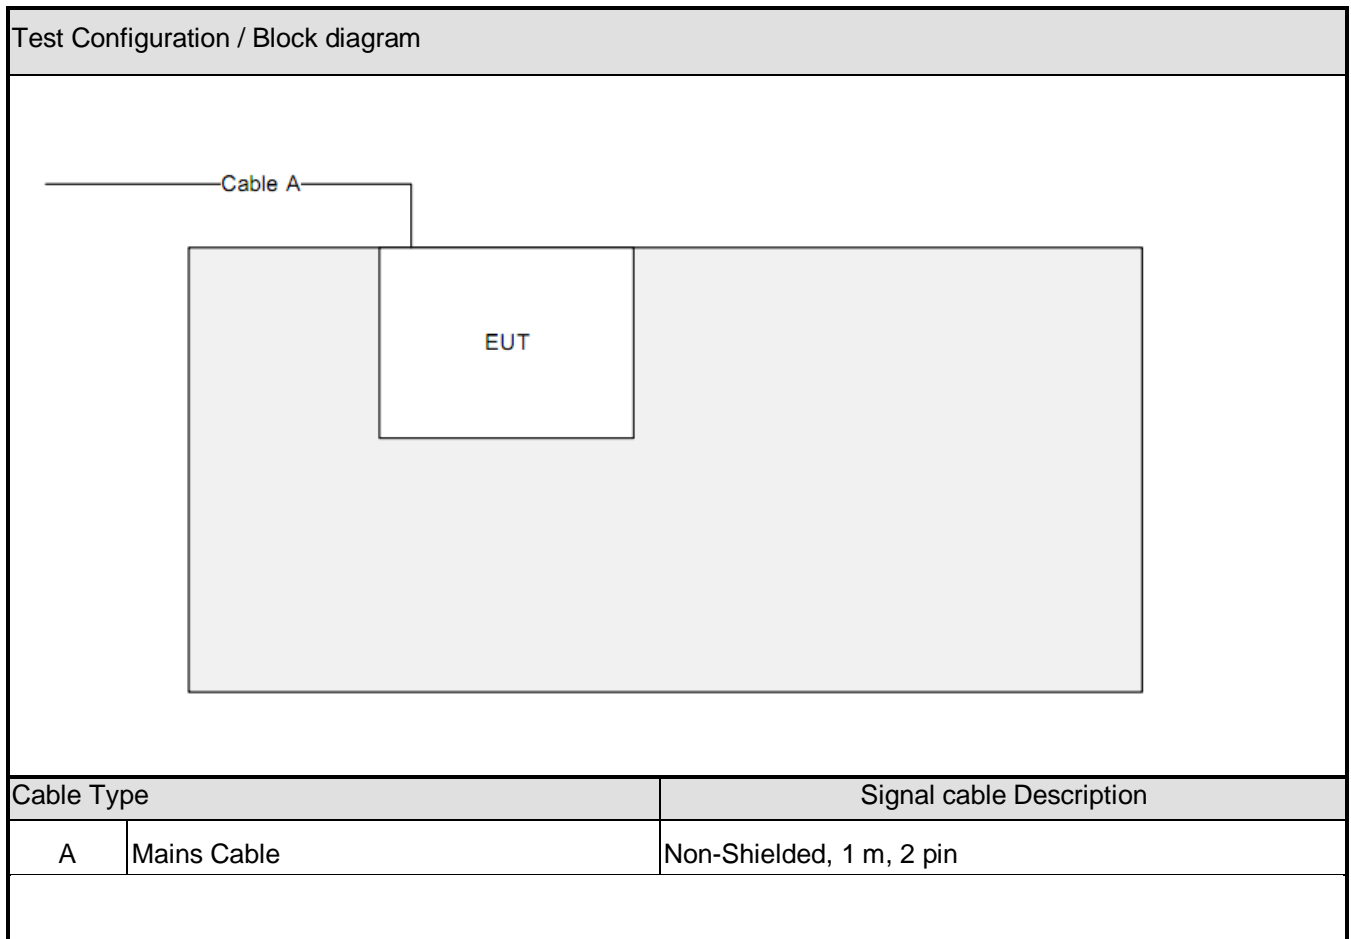 Test Configuration / Block diagram
Cable A
EUT
Cable Type Signal cable Description
A Mains Cable Non-Shielded, 1 m, 2 pin